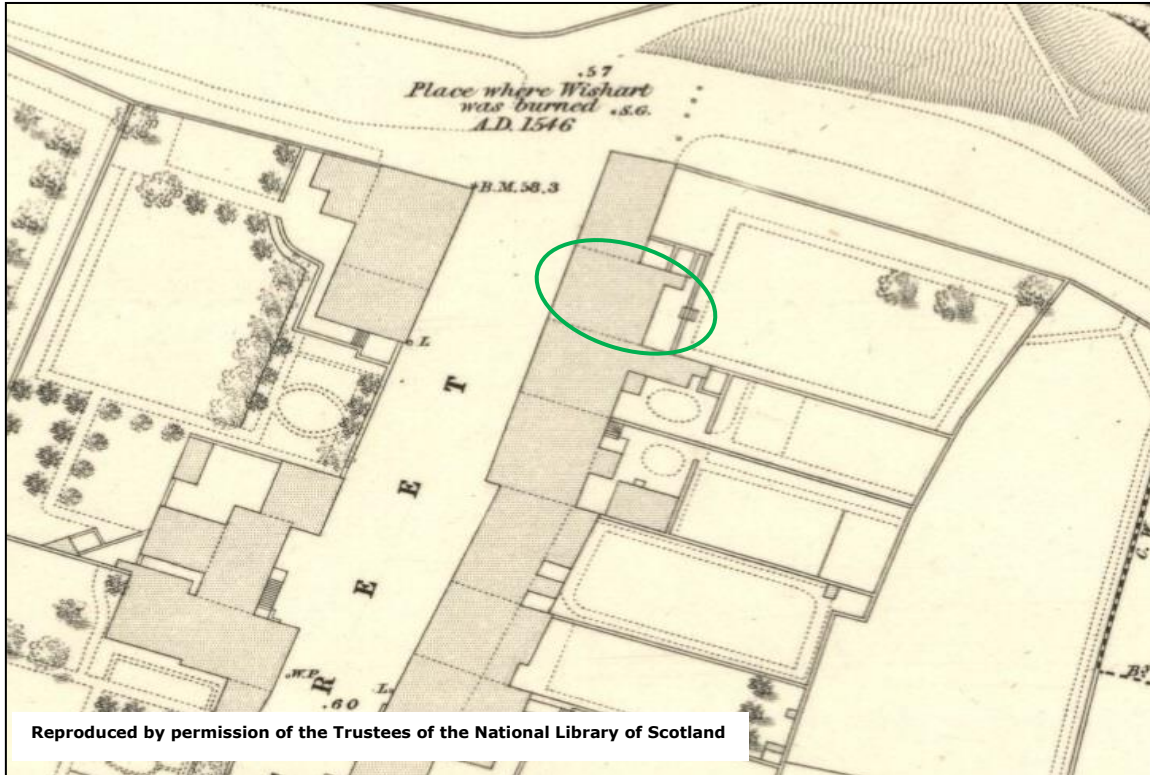 .57
Place where Wishart
was burned .S.G.
A.D. 1546
B.M.58.3
L
T
E
E
R
W.P.
L
.60
C.
B.y
Reproduced by permission of the Trustees of the National Library of Scotland